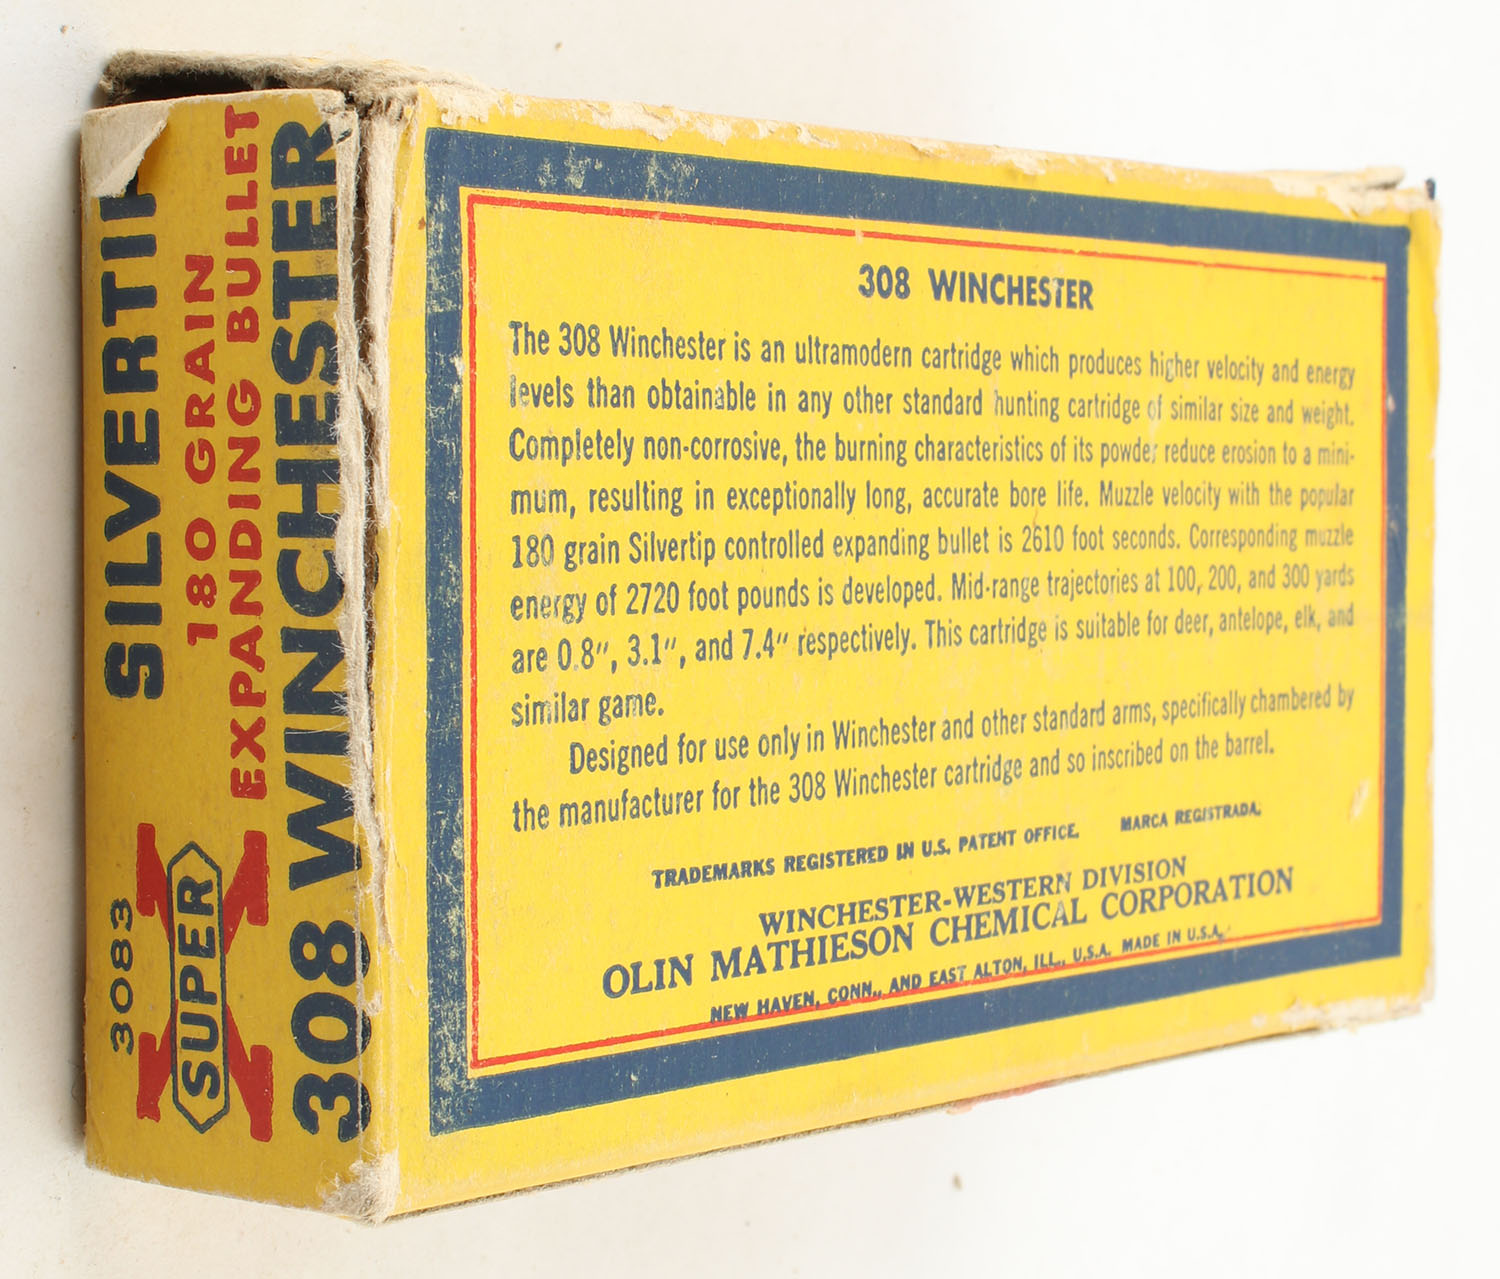 SILVERTI
180 GRAIN
EXPANDING BULLET
3083
SUPER X
308 WINCHESTER
308 WINCHESTER
The 308 Winchester is an ultramodern cartridge which produces higher velocity and energy
levels than obtainable in any other standard hunting cartridge of similar size and weight.
Completely non-corrosive, the burning characteristics of its powder reduce erosion to a mini-
mum, resulting in exceptionally long, accurate bore life. Muzzle velocity with the popular
180 grain Silvertip controlled expanding bullet is 2610 foot seconds. Corresponding muzzle
energy of 2720 foot pounds is developed. Mid-range trajectories at 100, 200, and 300 yards
are 0.8", 3.1", and 7.4" respectively. This cartridge is suitable for deer, antelope, elk, and
similar game.
Designed for use only in Winchester and other standard arms, specifically chambered by
the manufacturer for the 308 Winchester cartridge and so inscribed on the barrel.
TRADEMARKS REGISTERED IN U.S. PATENT OFFICE. MARCA REGISTRADA.
WINCHESTER-WESTERN DIVISION
OLIN MATHIESON CHEMICAL CORPORATION
NEW HAVEN, CONN., AND EAST ALTON, ILL., U.S.A. MADE IN U.S.A.